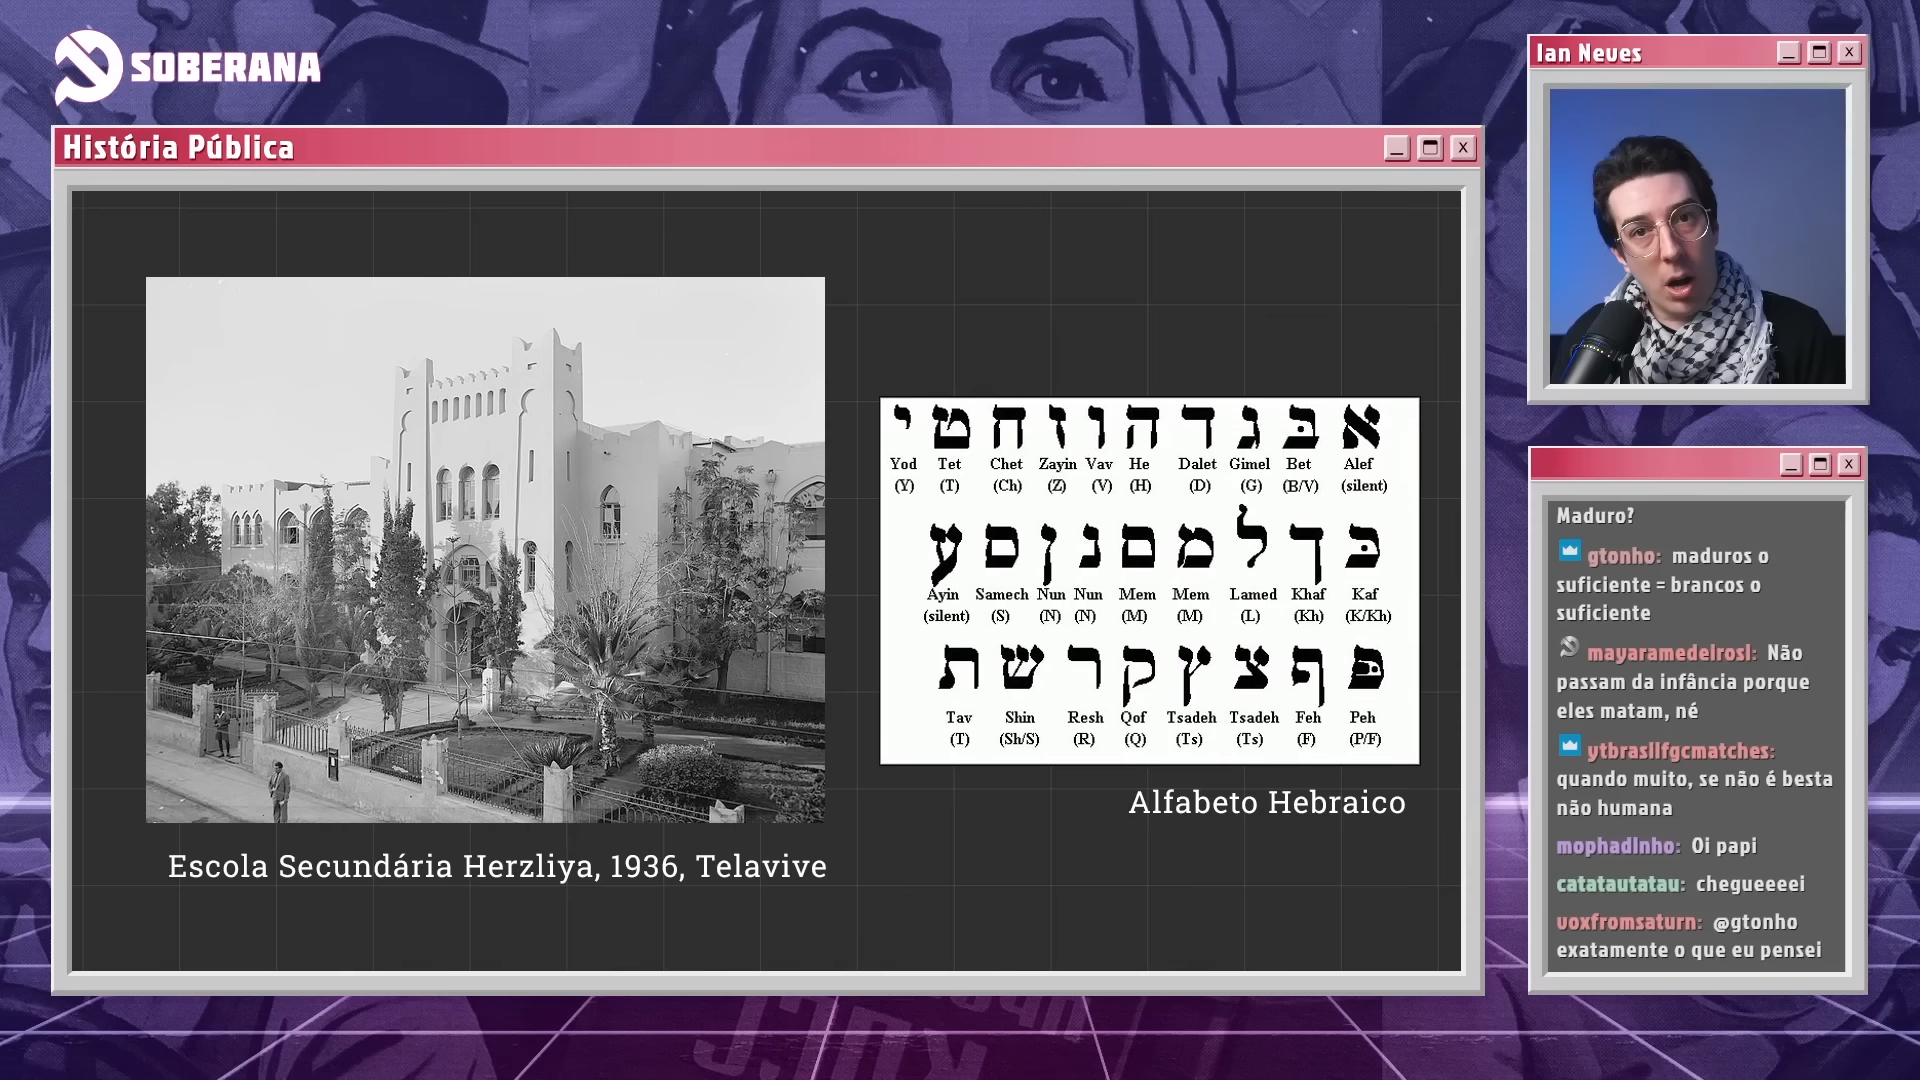 SOBERANA
História Pública
י ט ח ז ו ה ד ג בּ א
Yod Tet Chet Zayin Vav He Dalet Gimel Bet Alef
(Y) (T) (Ch) (Z) (V) (H) (D) (G) (B/V) (silent)
ע ס ן נ ם מ ל ך כּ
Ayin Samech Nun Nun Mem Mem Lamed Khaf Kaf
(silent) (S) (N) (N) (M) (M) (L) (Kh) (K/Kh)
ת שׁ ר ק ץ צ ף פּ
Tav Shin Resh Qof Tsadeh Tsadeh Feh Peh
(T) (Sh/S) (R) (Q) (Ts) (Ts) (F) (P/F)
Alfabeto Hebraico
Escola Secundária Herzliya, 1936, Telavive
Ian Neves
Maduro?
gtonho: maduros o
suficiente = brancos o
suficiente
mayaramedeirosl: Não
passam da infância porque
eles matam, né
ytbrasilfgcmatches:
quando muito, se não é besta
não humana
mophadinho: Oi papi
catatautatau: chegueeeei
voxfromsaturn: @gtonho
exatamente o que eu pensei